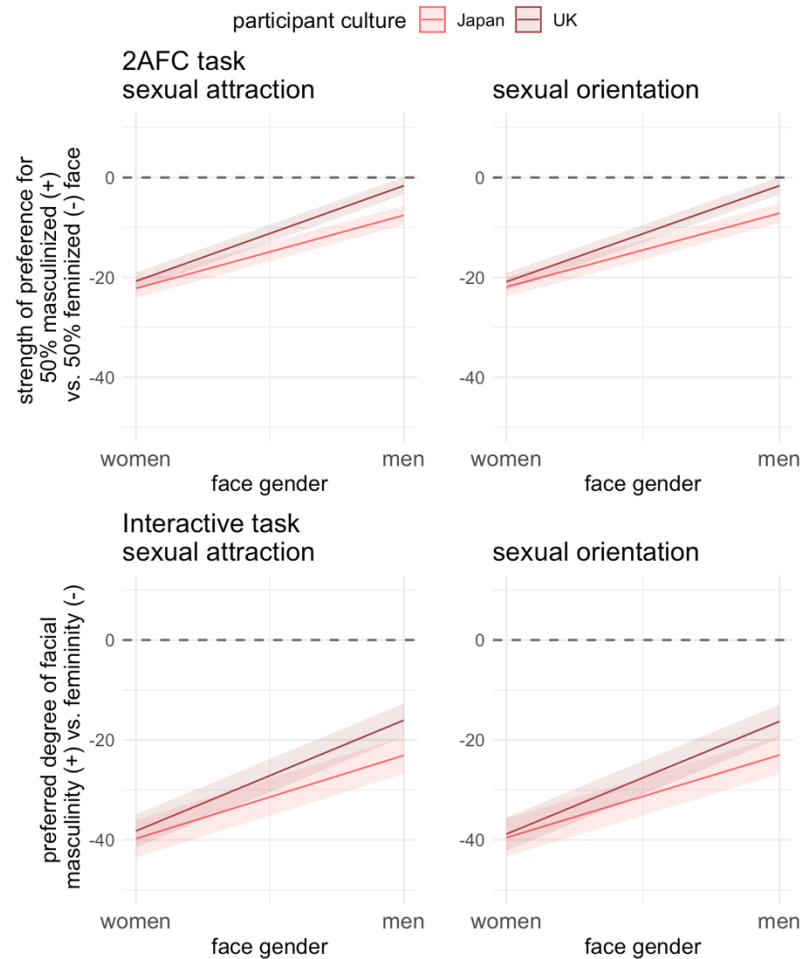 participant culture Japan UK
2AFC task
sexual attraction
sexual orientation
strength of preference for
50% masculinized (+)
vs. 50% feminized (-) face
0
-20
-40
women men
face gender
0
-20
-40
women men
face gender
Interactive task
sexual attraction
sexual orientation
preferred degree of facial
masculinity (+) vs. femininity (-)
0
-20
-40
women men
face gender
0
-20
-40
women men
face gender